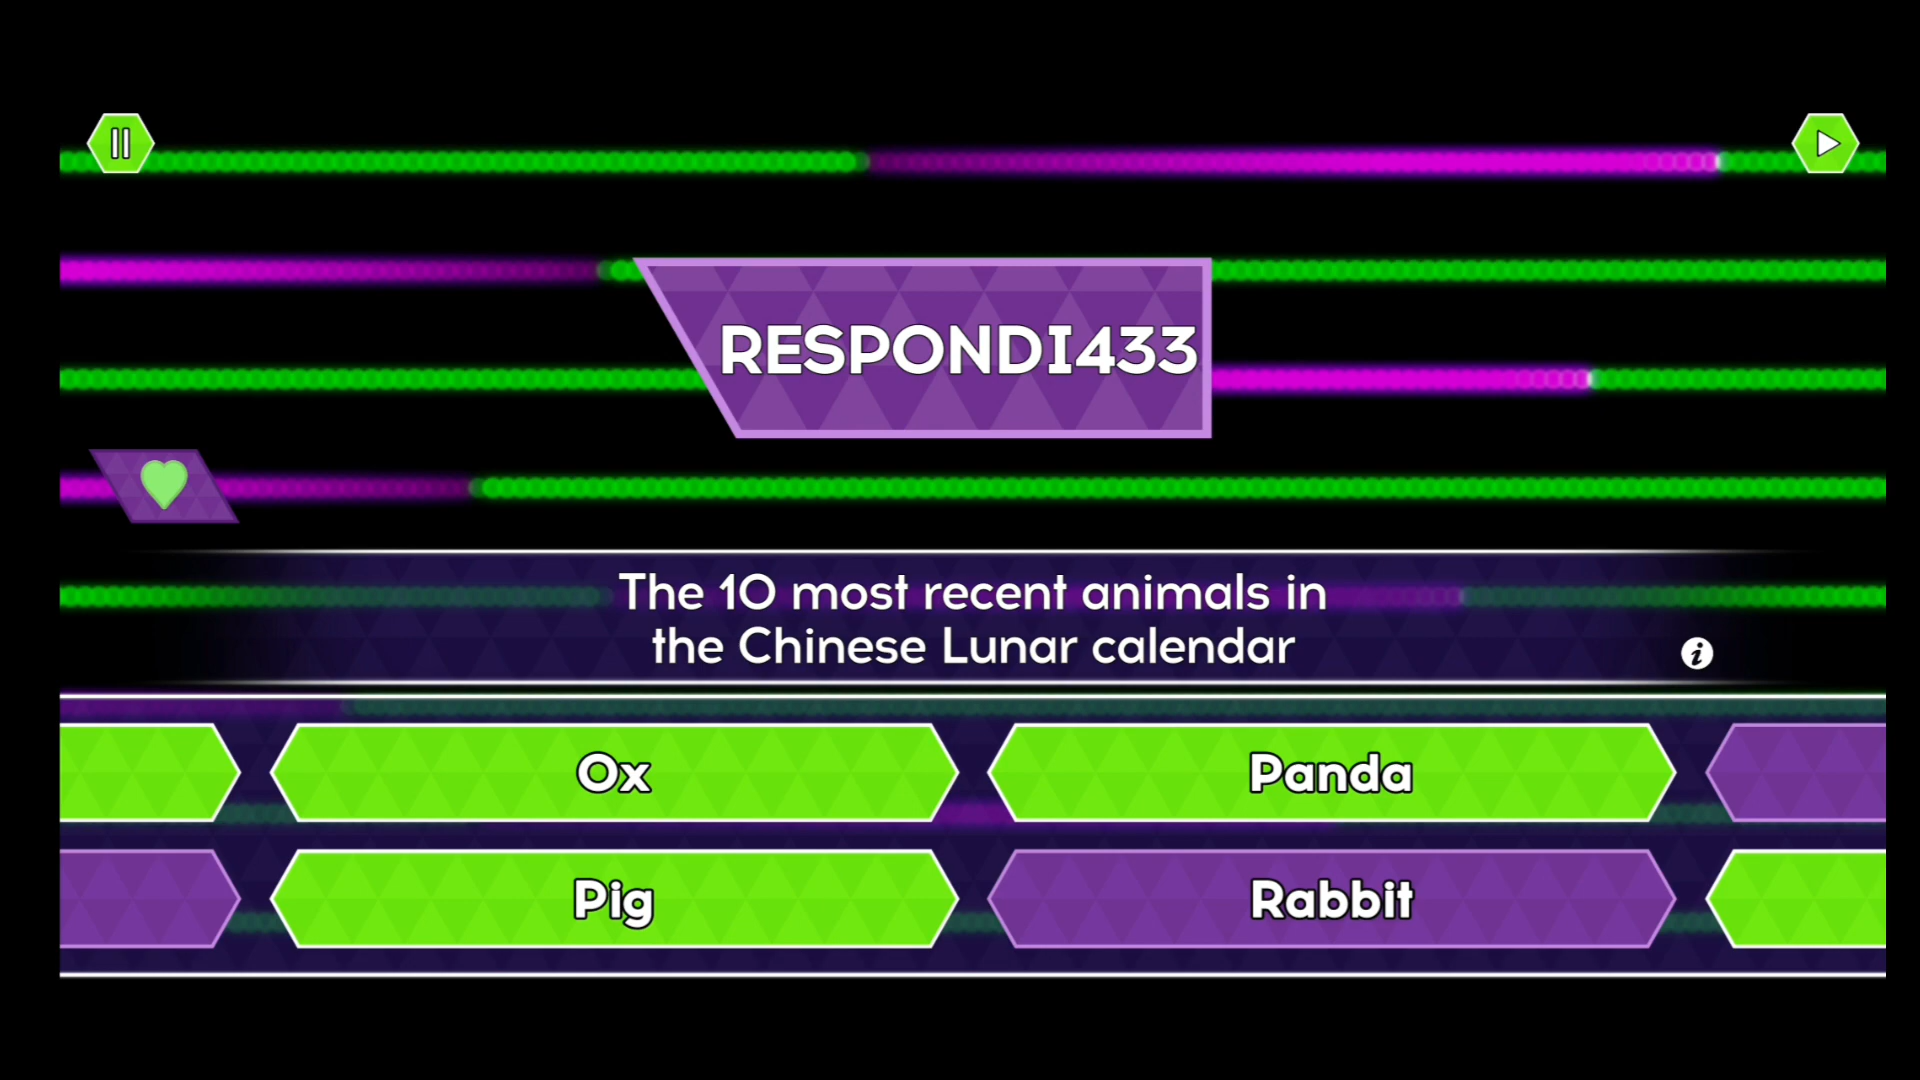 RESPONDI433
The 10 most recent animals in
the Chinese Lunar calendar
i
Ox
Panda
Pig
Rabbit